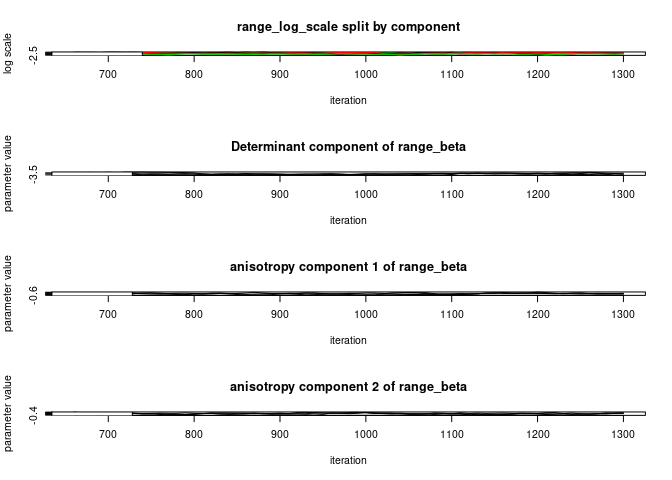 range_log_scale split by component
log scale
-2.5
700 800 900 1000 1100 1200 1300
iteration
Determinant component of range_beta
parameter value
-3.5
700 800 900 1000 1100 1200 1300
iteration
anisotropy component 1 of range_beta
parameter value
-0.6
700 800 900 1000 1100 1200 1300
iteration
anisotropy component 2 of range_beta
parameter value
-0.4
700 800 900 1000 1100 1200 1300
iteration